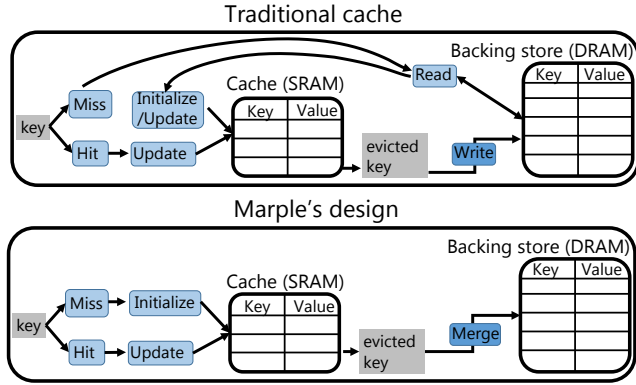 Traditional cache
Backing store (DRAM)
Key Value
Read
Cache (SRAM)
Key Value
Miss
Initialize
/Update
key
Hit
Update
evicted
key
Write
Marple's design
Backing store (DRAM)
Key Value
Cache (SRAM)
Key Value
Miss
Initialize
key
Hit
Update
evicted
key
Merge